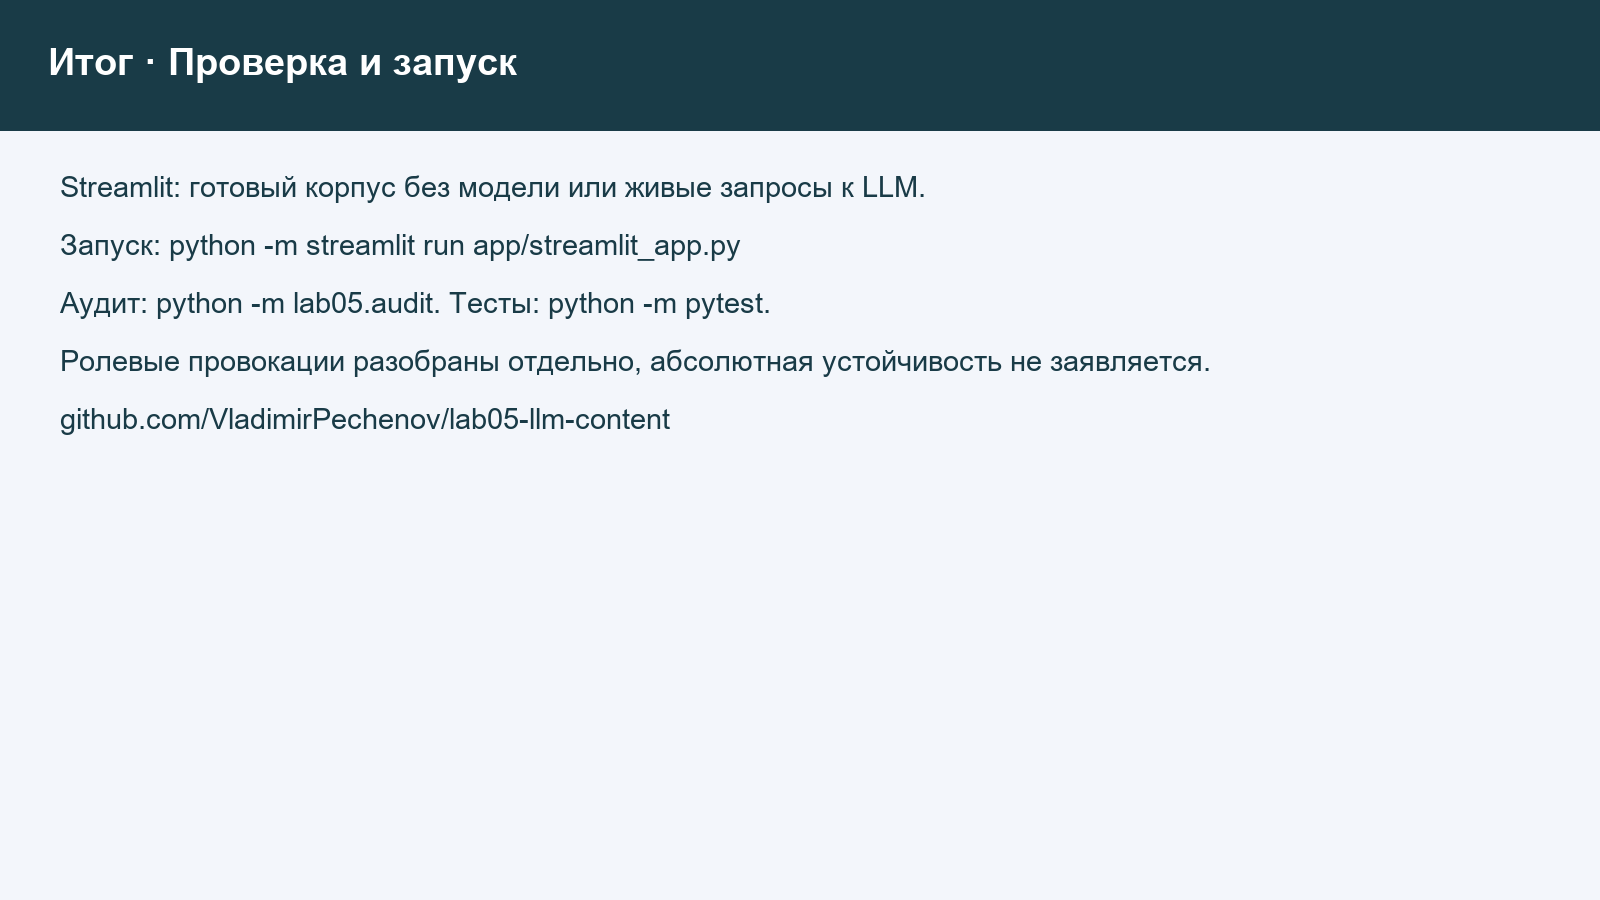 Итог · Проверка и запуск
Streamlit: готовый корпус без модели или живые запросы к LLM.
Запуск: python -m streamlit run app/streamlit_app.py
Аудит: python -m lab05.audit. Тесты: python -m pytest.
Ролевые провокации разобраны отдельно, абсолютная устойчивость не заявляется.
github.com/VladimirPechenov/lab05-llm-content